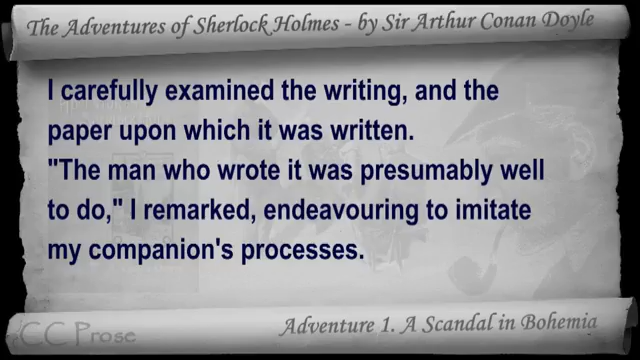 The Adventures of Sherlock Holmes - by Sir Arthur Conan Doyle
I carefully examined the writing, and the
paper upon which it was written.
"The man who wrote it was presumably well
to do," I remarked, endeavouring to imitate
my companion's processes.
CC Prose
Adventure 1. A Scandal in Bohemia